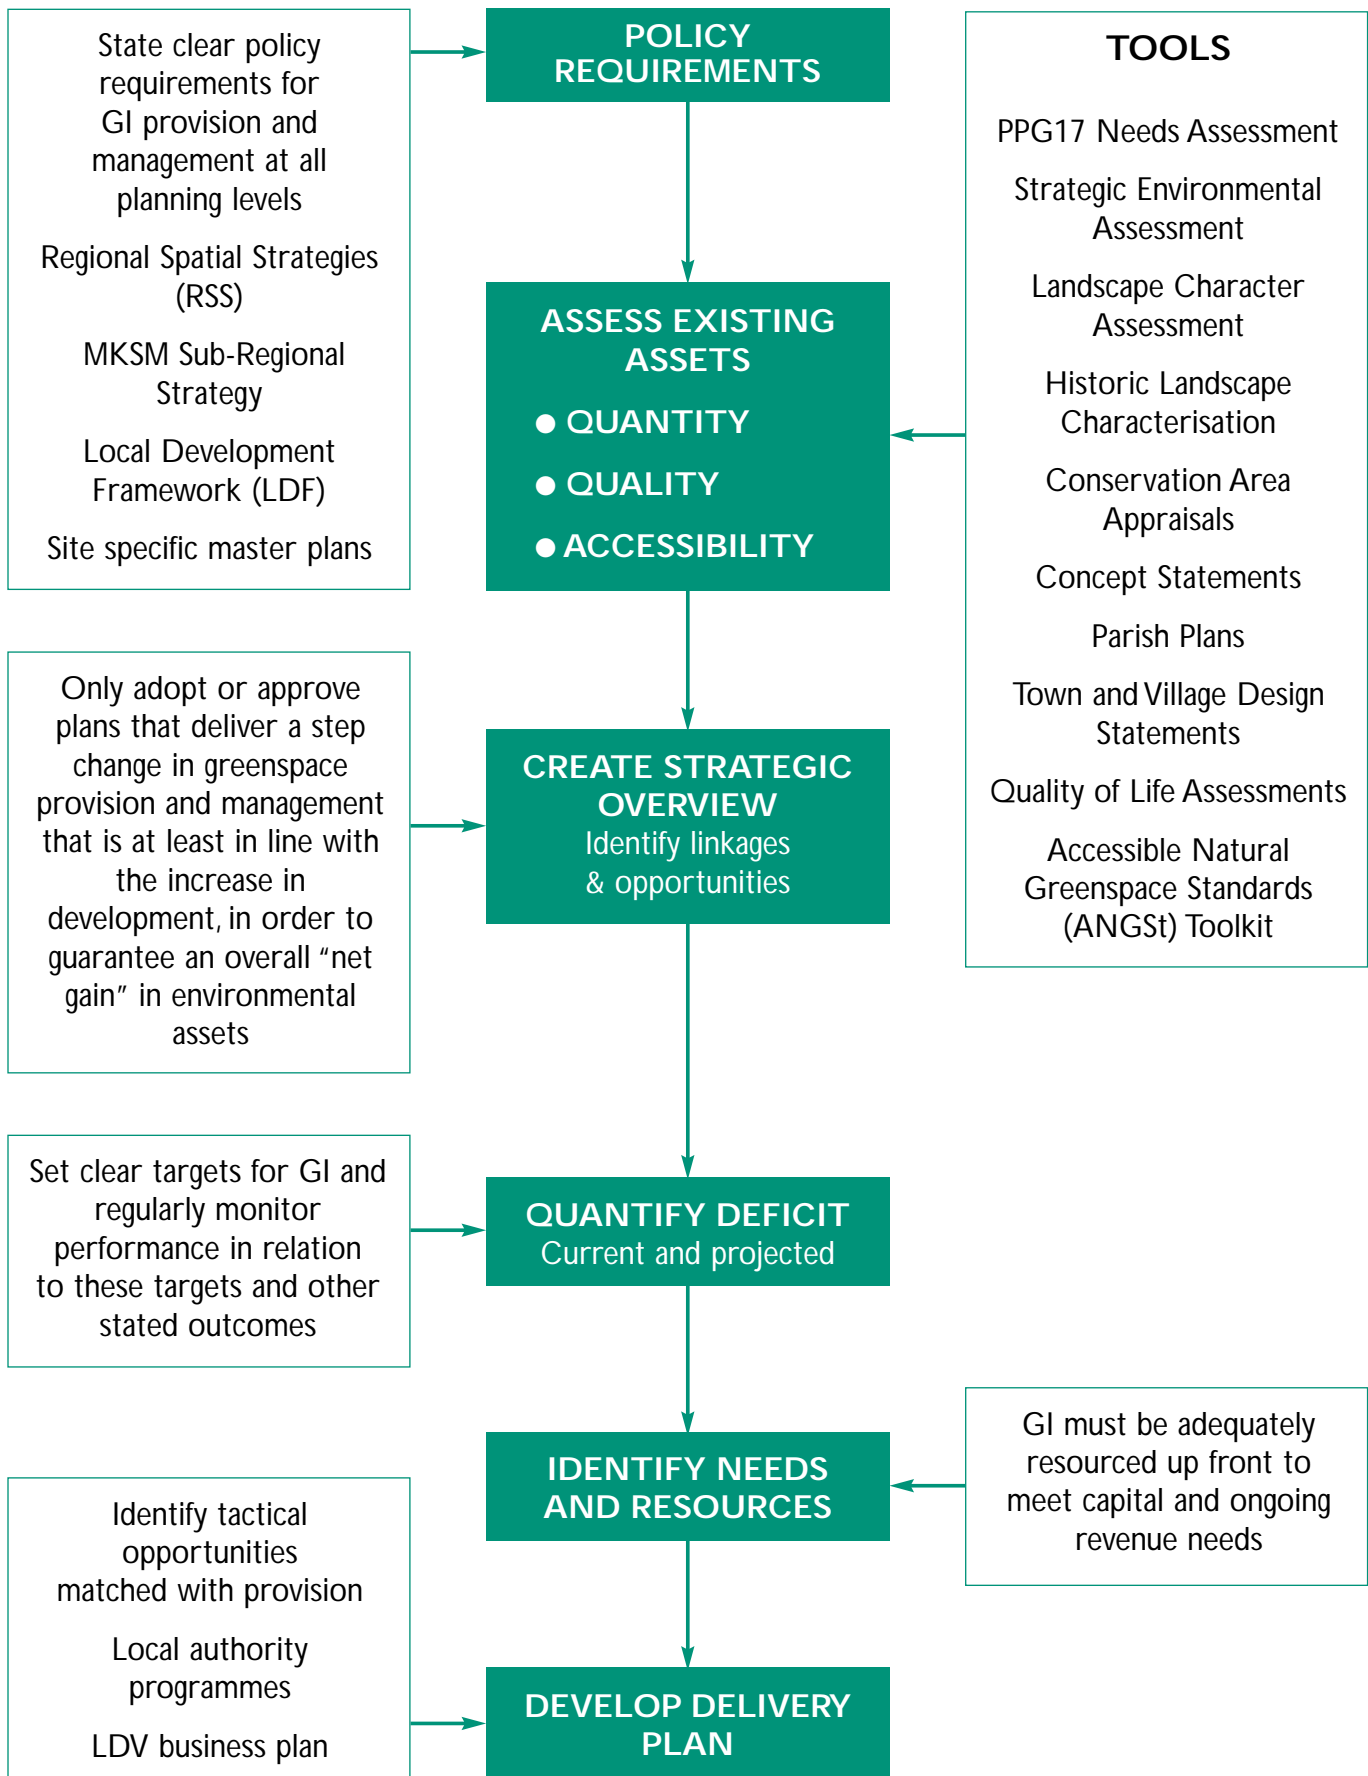 State clear policy
requirements for
GI provision and
management at all
planning levels
Regional Spatial Strategies
(RSS)
MKSM Sub-Regional
Strategy
Local Development
Framework (LDF)
Site specific master plans
POLICY
REQUIREMENTS
ASSESS EXISTING
ASSETS
● QUANTITY
● QUALITY
● ACCESSIBILITY
TOOLS
PPG17 Needs Assessment
Strategic Environmental
Assessment
Landscape Character
Assessment
Historic Landscape
Characterisation
Conservation Area
Appraisals
Concept Statements
Parish Plans
Town and Village Design
Statements
Quality of Life Assessments
Accessible Natural
Greenspace Standards
(ANGSt) Toolkit
Only adopt or approve
plans that deliver a step
change in greenspace
provision and management
that is at least in line with
the increase in
development, in order to
guarantee an overall “net
gain” in environmental
assets
CREATE STRATEGIC
OVERVIEW
Identify linkages
& opportunities
Set clear targets for GI and
regularly monitor
performance in relation
to these targets and other
stated outcomes
QUANTIFY DEFICIT
Current and projected
IDENTIFY NEEDS
AND RESOURCES
GI must be adequately
resourced up front to
meet capital and ongoing
revenue needs
Identify tactical
opportunities
matched with provision
Local authority
programmes
LDV business plan
DEVELOP DELIVERY
PLAN